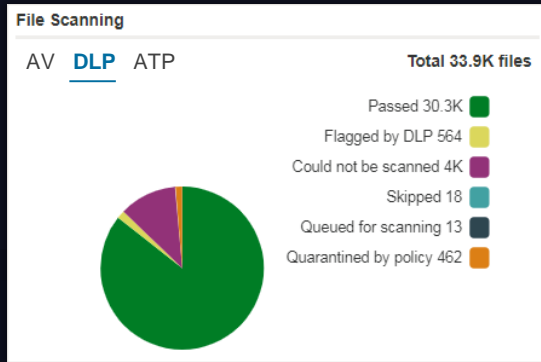 File Scanning
AV DLP ATP
Total 33.9K files
Passed 30.3K
Flagged by DLP 564
Could not be scanned 4K
Skipped 18
Queued for scanning 13
Quarantined by policy 462